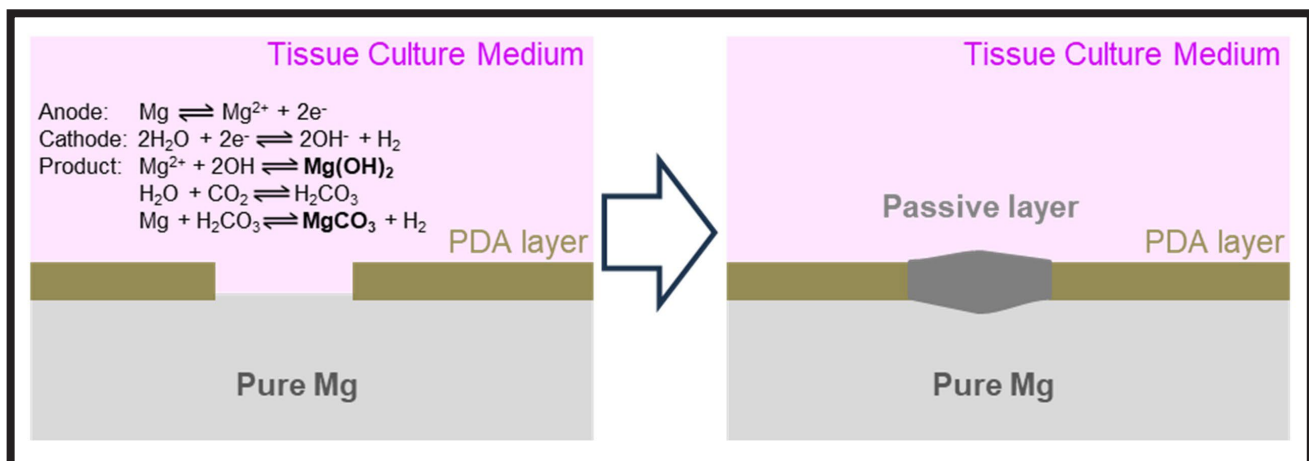 Tissue Culture Medium
Anode: Mg ⇌ Mg²⁺ + 2e⁻
Cathode: 2H₂O + 2e⁻ ⇌ 2OH⁻ + H₂
Product: Mg²⁺ + 2OH ⇌ Mg(OH)₂
H₂O + CO₂ ⇌ H₂CO₃
Mg + H₂CO₃ ⇌ MgCO₃ + H₂
PDA layer
Pure Mg
Tissue Culture Medium
Passive layer
PDA layer
Pure Mg